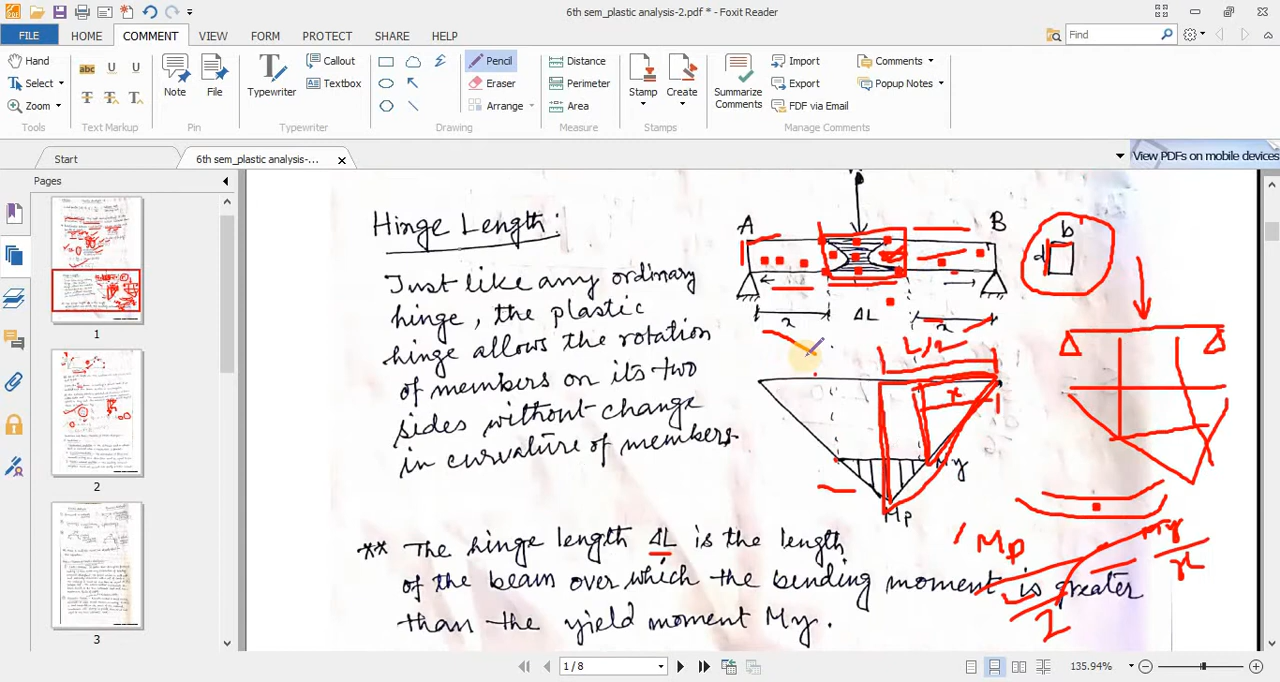 6th sem_plastic analysis-2.pdf * - Foxit Reader
FILE HOME COMMENT VIEW FORM PROTECT SHARE HELP
Find
Hand
Select
Zoom
Tools
Text Markup
Note File
Pin
Typewriter
Callout
Textbox
Typewriter
Pencil
Eraser
Arrange
Drawing
Distance
Perimeter
Area
Measure
Stamp Create
Stamps
Summarize Comments
Import
Export
FDF via Email
Comments
Popup Notes
Manage Comments
Start
6th sem_plastic analysis-...
View PDFs on mobile devices
Pages
1
2
3
Hinge Length:
Just like any ordinary
hinge, the plastic
hinge allows the rotation
of members on its two
sides without change
in curvature of members
A
B
b
d
x ΔL x
L/2
x
My
Mp
Mp
2
My
x
** The hinge length ΔL is the length
of the beam over which the bending moment is greater
than the yield moment My.
1 / 8
135.94%